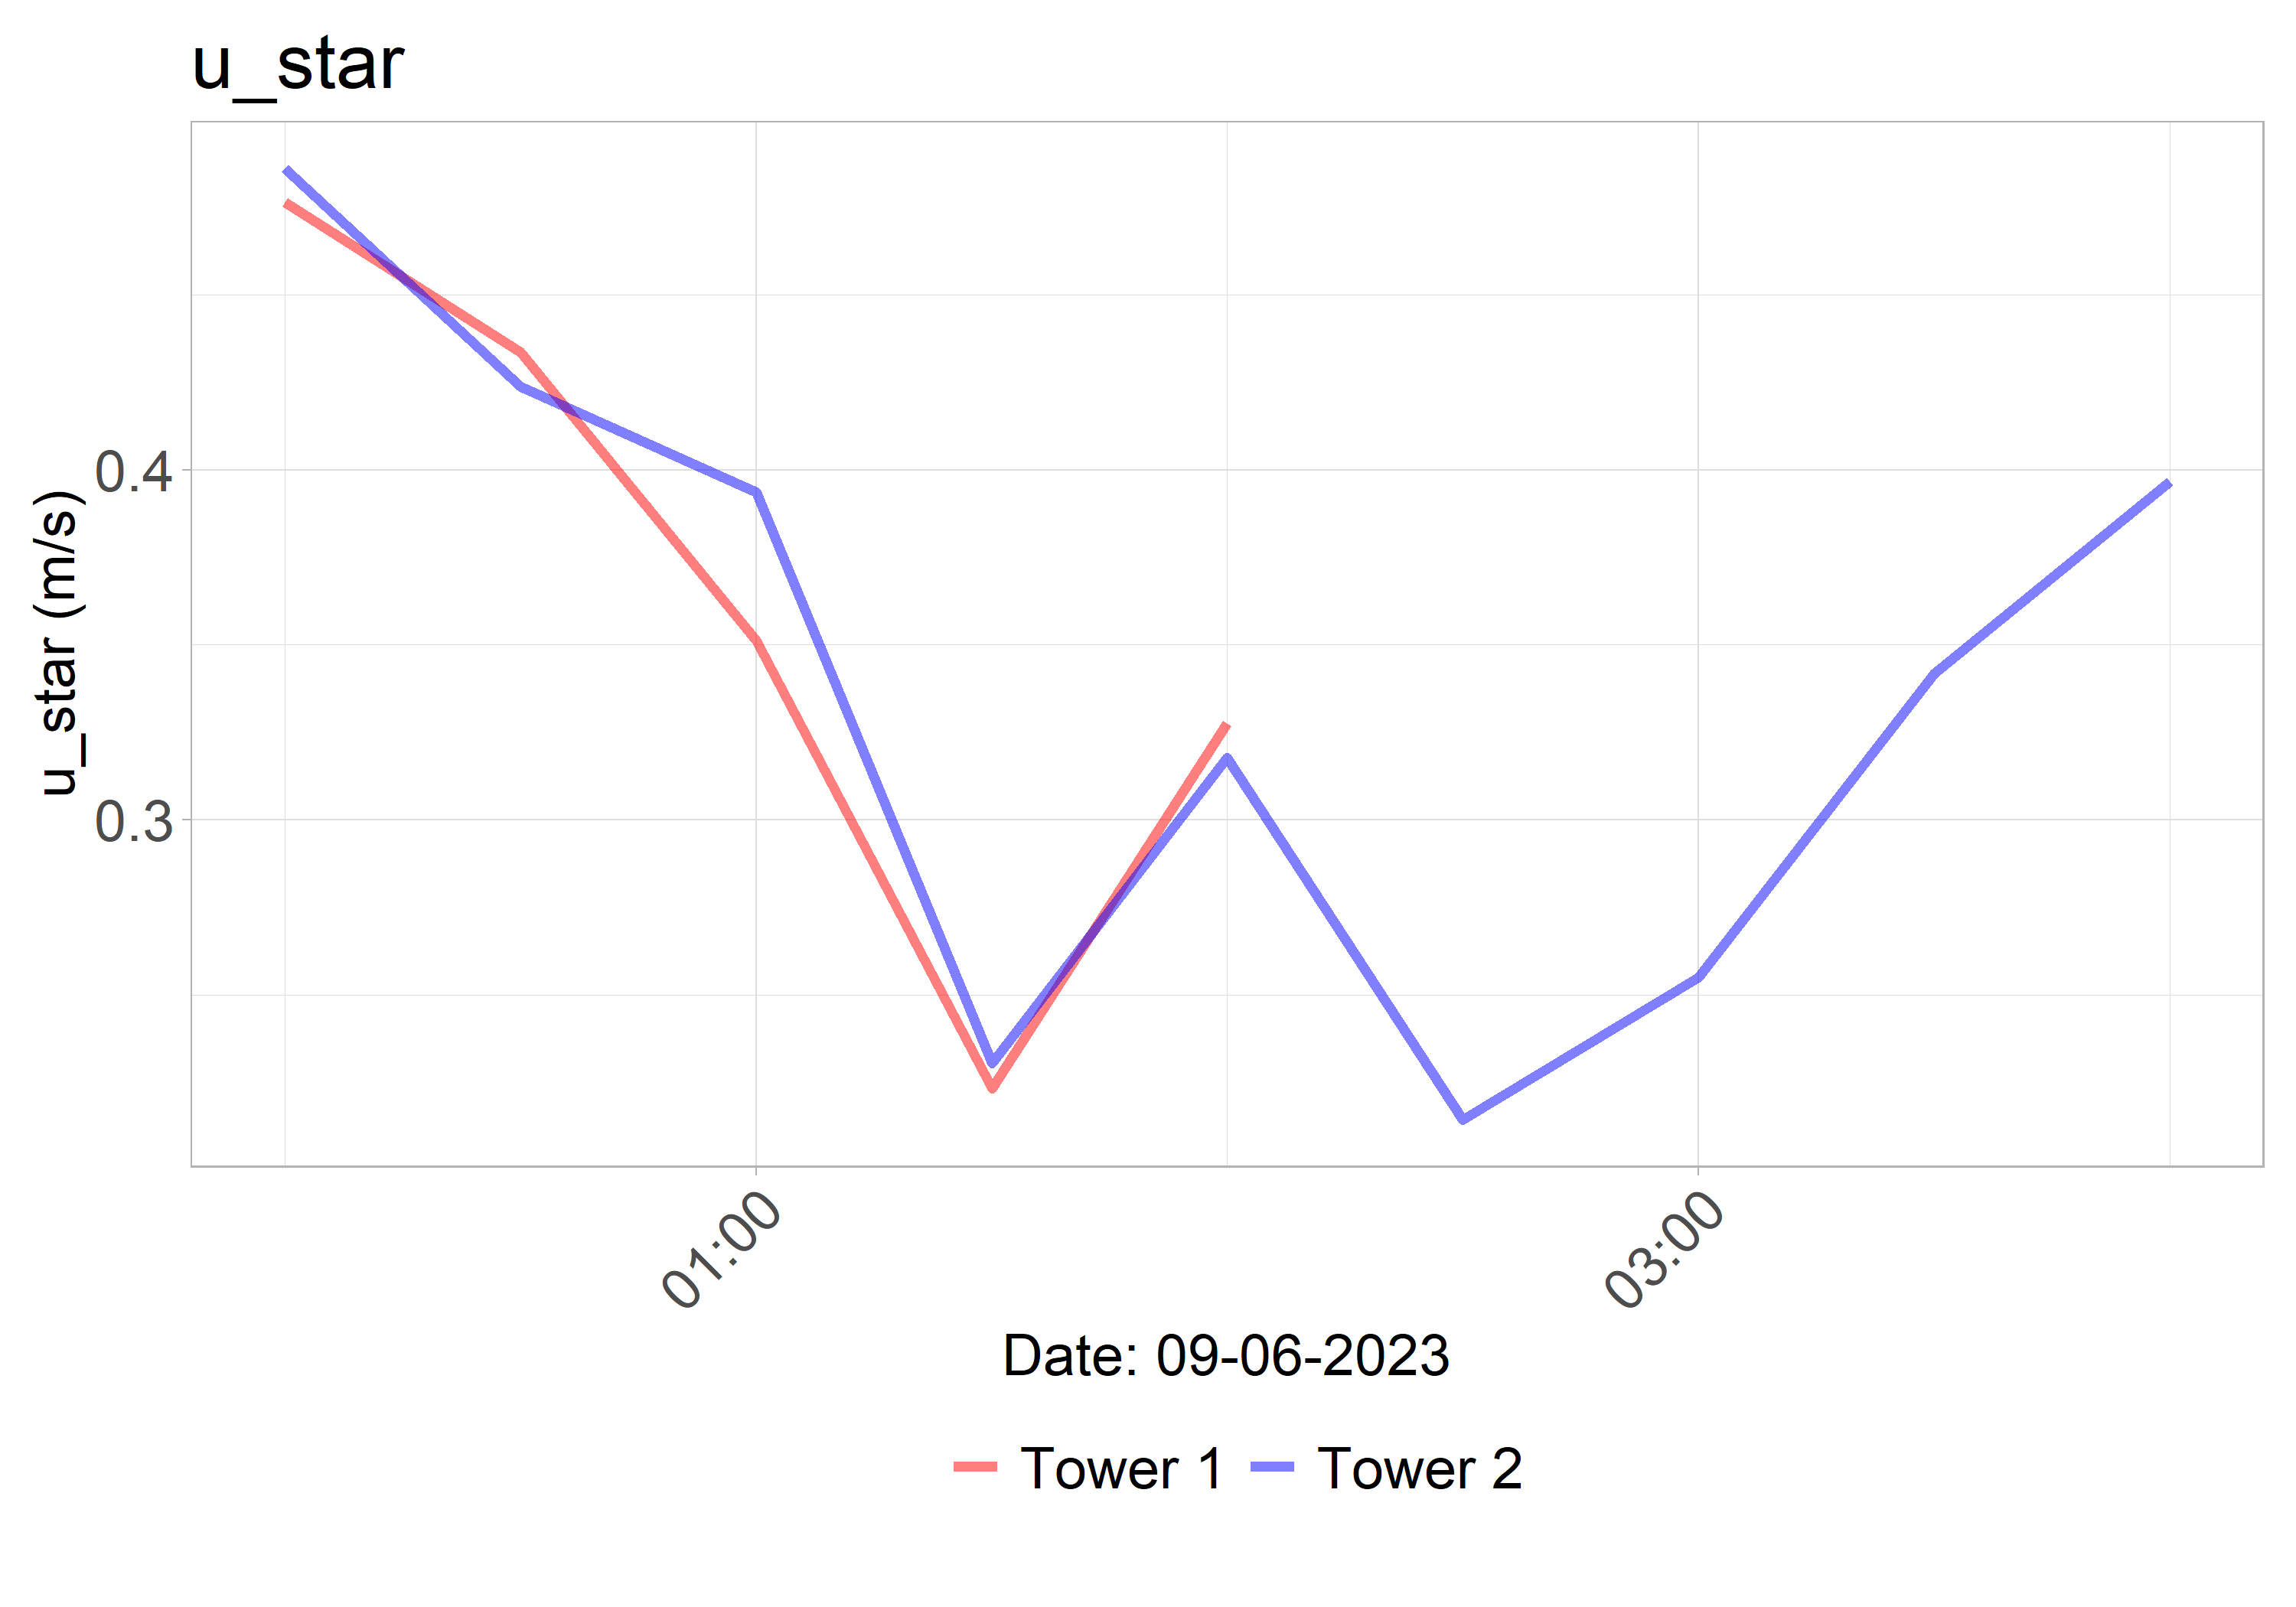 u_star
u_star (m/s)
0.4
0.3
01:00
03:00
Date: 09-06-2023
Tower 1
Tower 2